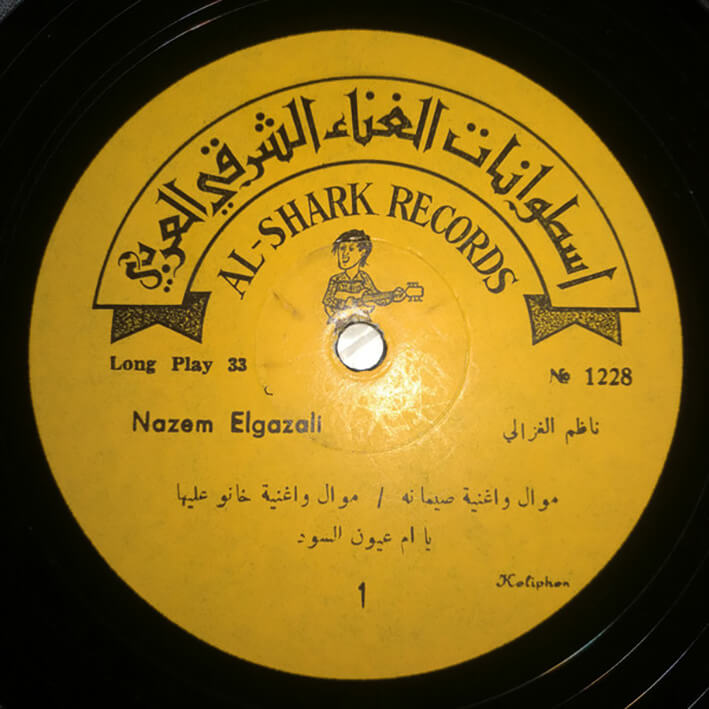 اسطوانات الغناء الشرقي العربي
AL-SHARK RECORDS
Long Play 33
№ 1228
Nazem Elgazali
ناظم الغزالي
موال واغنية صيمانه / موال واغنية خانو عليها
يا ام عيون السود
Koliphon
1